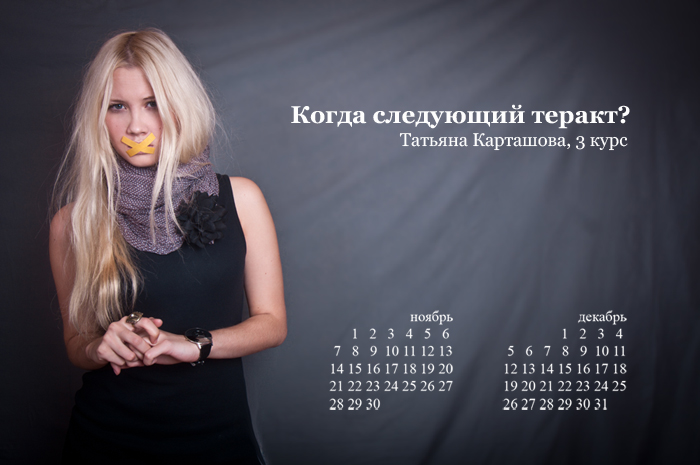 Когда следующий теракт?
Татьяна Карташова, 3 курс
ноябрь
1 2 3 4 5 6
7 8 9 10 11 12 13
14 15 16 17 18 19 20
21 22 23 24 25 26 27
28 29 30
декабрь
1 2 3 4
5 6 7 8 9 10 11
12 13 14 15 16 17 18
19 20 21 22 23 24 25
26 27 28 29 30 31